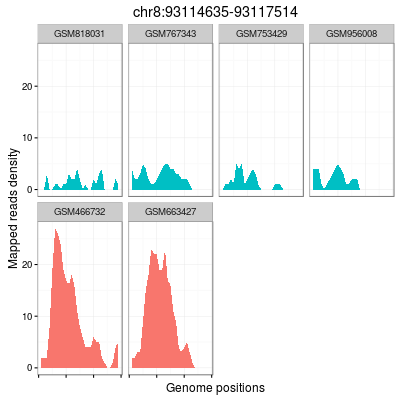 chr8:93114635-93117514
GSM818031 GSM767343 GSM753429 GSM956008
20
10
0
Mapped reads density
GSM466732 GSM663427
20
10
0
Genome positions